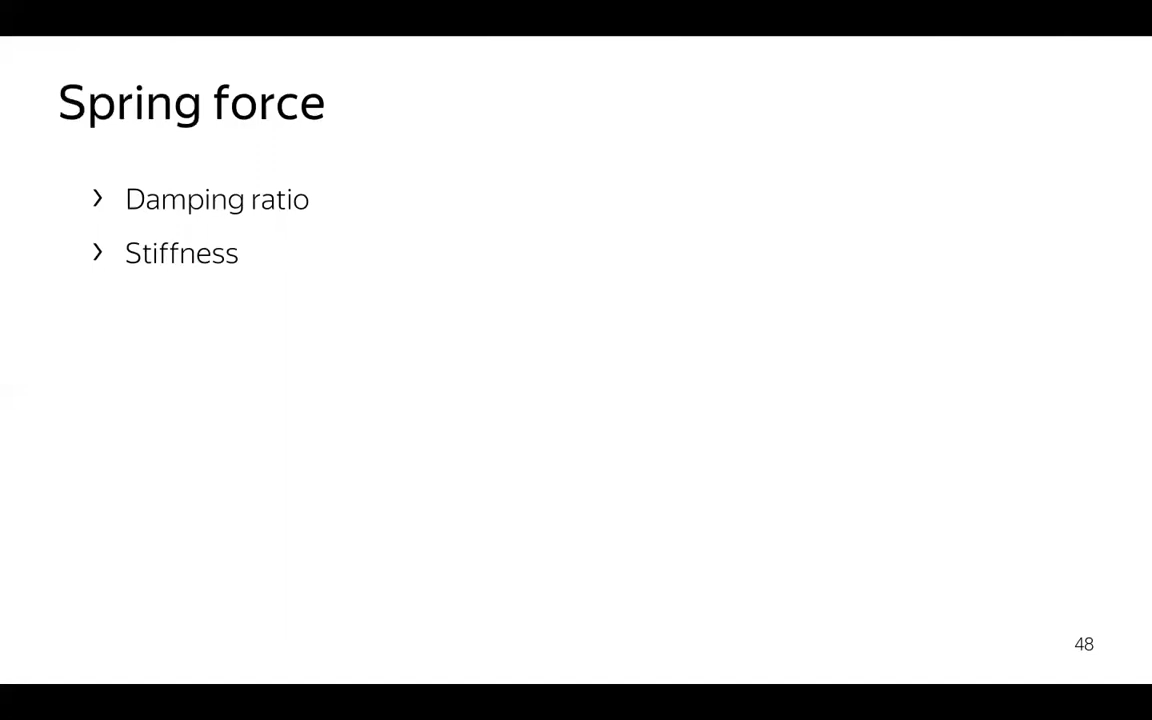 Spring force
› Damping ratio
› Stiffness
48